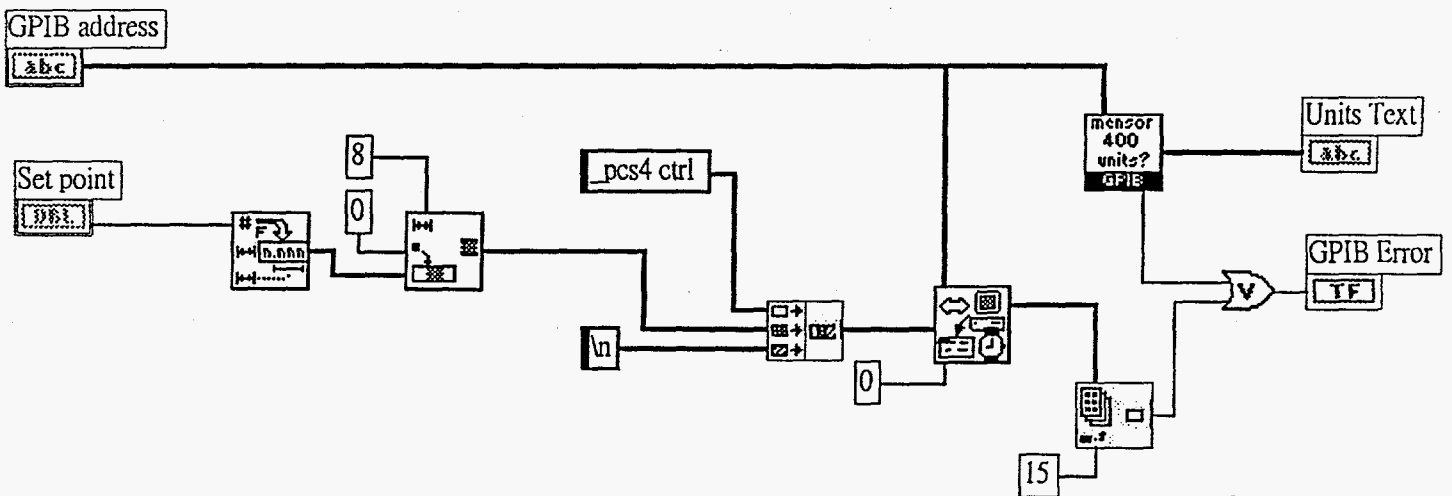 GPIB address
abc
mensor
400
units?
GPIB
Units Text
abc
8
_pcs4 ctrl
Set point
DBL
0
#
F
n.nnn
GPIB Error
TF
V
\n
0
15